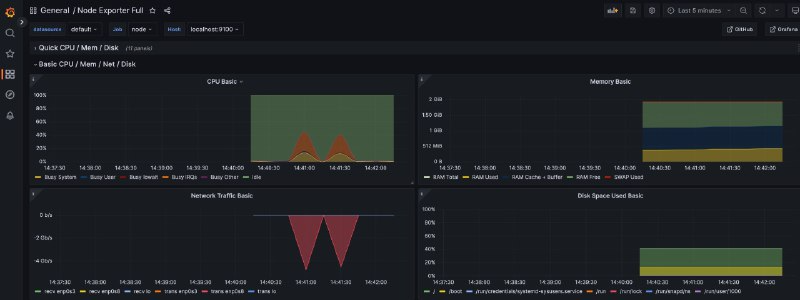 General / Node Exporter Full
Last 5 minutes
datasource default Job node Host localhost:9100 GitHub Grafana
Quick CPU / Mem / Disk (11 panels)
Basic CPU / Mem / Net / Disk
CPU Basic
100%
80%
60%
40%
20%
0%
14:37:30 14:38:00 14:38:30 14:39:00 14:39:30 14:40:00 14:40:30 14:41:00 14:41:30 14:42:00
Busy System Busy User Busy Iowait Busy IRQs Busy Other Idle
Memory Basic
2 GiB
1.50 GiB
1 GiB
512 MiB
0 B
14:37:30 14:38:00 14:38:30 14:39:00 14:39:30 14:40:00 14:40:30 14:41:00 14:41:30 14:42:00
RAM Total RAM Used RAM Cache + Buffer RAM Free SWAP Used
Network Traffic Basic
0 b/s
-2 Gb/s
-4 Gb/s
14:37:30 14:38:00 14:38:30 14:39:00 14:39:30 14:40:00 14:40:30 14:41:00 14:41:30 14:42:00
recv enp0s3 recv enp0s8 recv lo trans enp0s3 trans enp0s8 trans lo
Disk Space Used Basic
100%
80%
60%
40%
20%
0%
14:37:30 14:38:00 14:38:30 14:39:00 14:39:30 14:40:00 14:40:30 14:41:00 14:41:30 14:42:00
/ /boot /run/credentials/systemd-sysusers.service /run /run/lock /run/snapd/ns /run/user/1000